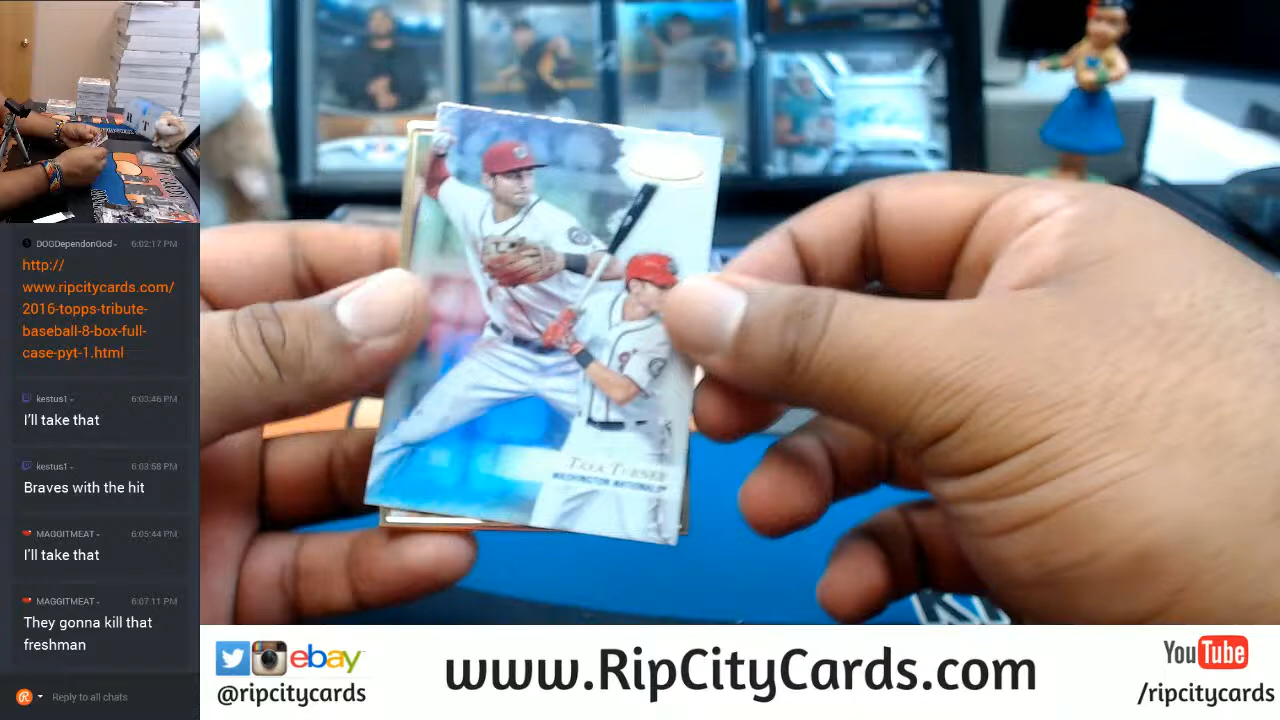 DOGDependonGod 6:02:17 PM
http://
www.ripcitycards.com/
2016-topps-tribute-
baseball-8-box-full-
case-pyt-1.html
kestus1 6:03:46 PM
I'll take that
kestus1 6:03:58 PM
Braves with the hit
MAGGITMEAT 6:05:44 PM
I'll take that
MAGGITMEAT 6:07:11 PM
They gonna kill that
freshman
Reply to all chats
Trea Turner
WASHINGTON NATIONALS
ebay
@ripcitycards
www.RipCityCards.com
YouTube
/ripcitycards